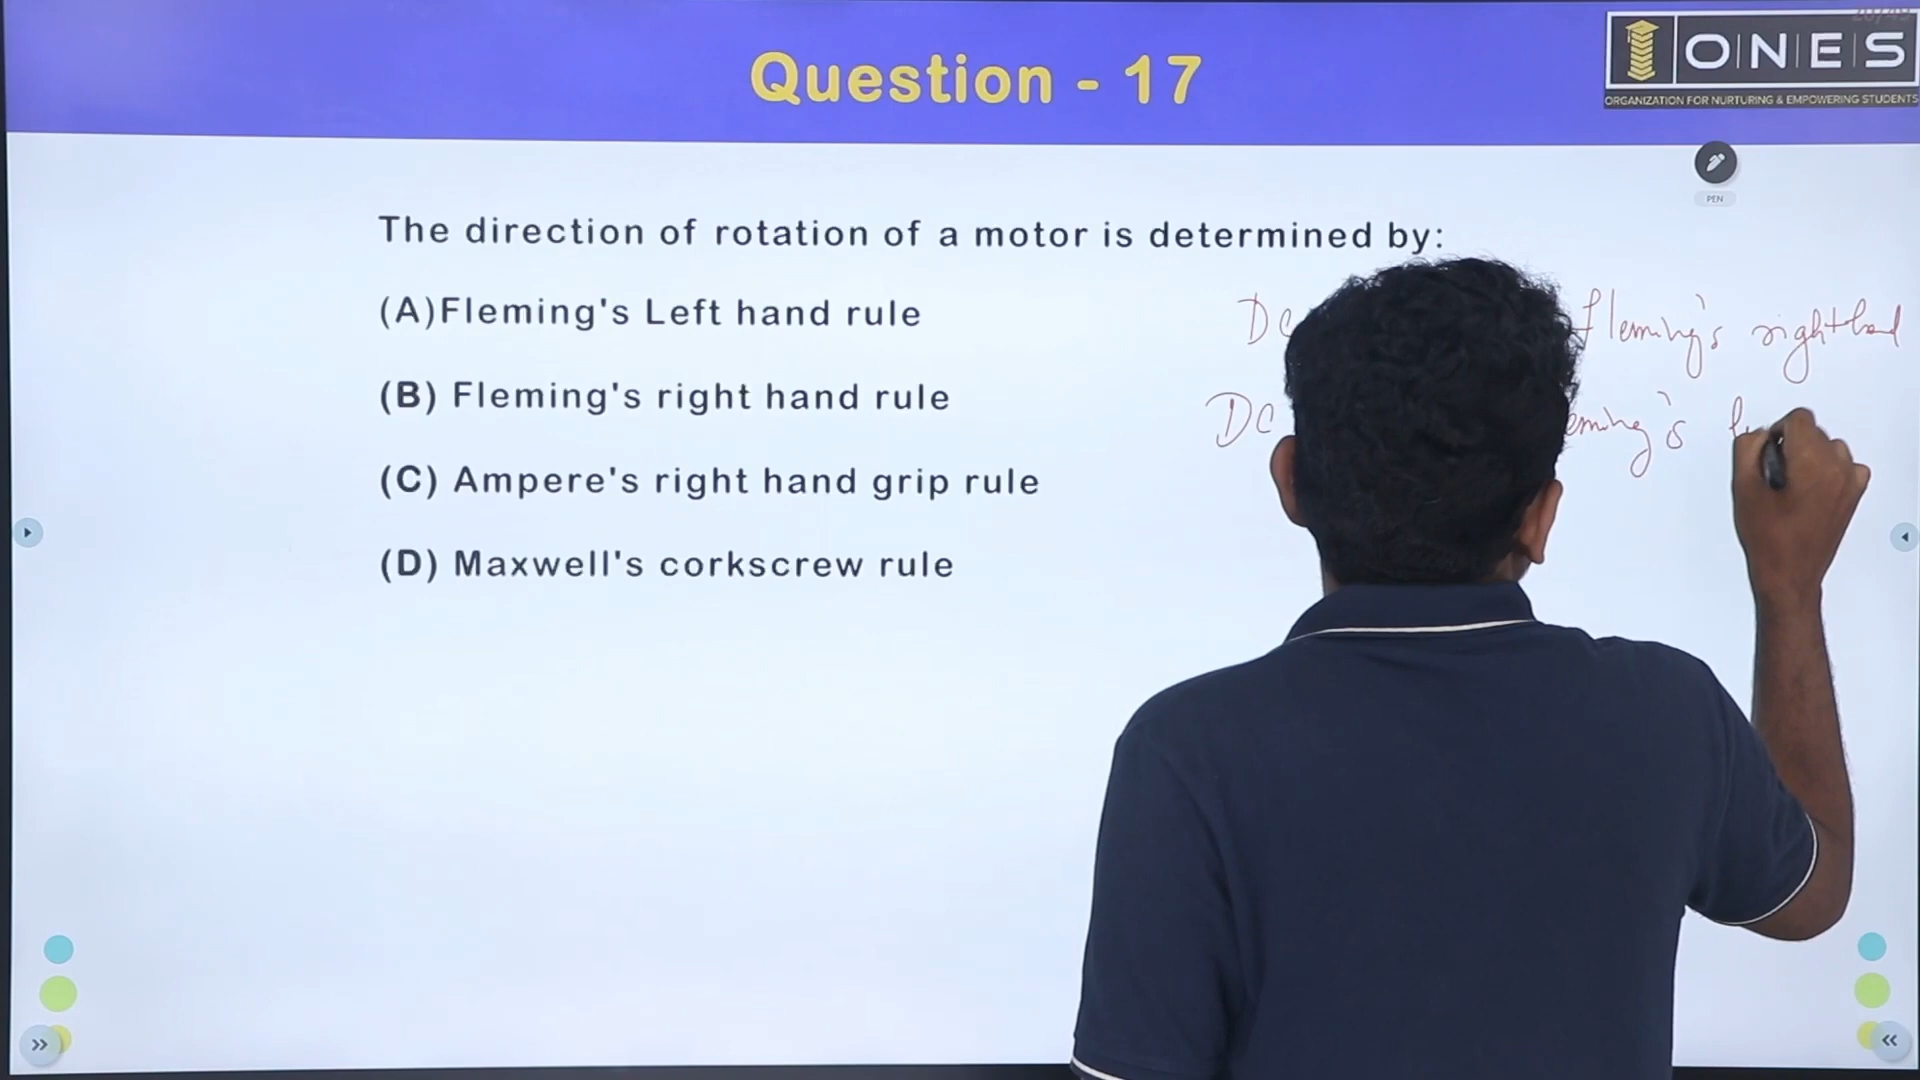 Question - 17
ONES
ORGANIZATION FOR NURTURING & EMPOWERING STUDENTS
PEN
The direction of rotation of a motor is determined by:
(A)Fleming's Left hand rule
DC Fleming's right hand
(B) Fleming's right hand rule
DC
(C) Ampere's right hand grip rule
(D) Maxwell's corkscrew rule